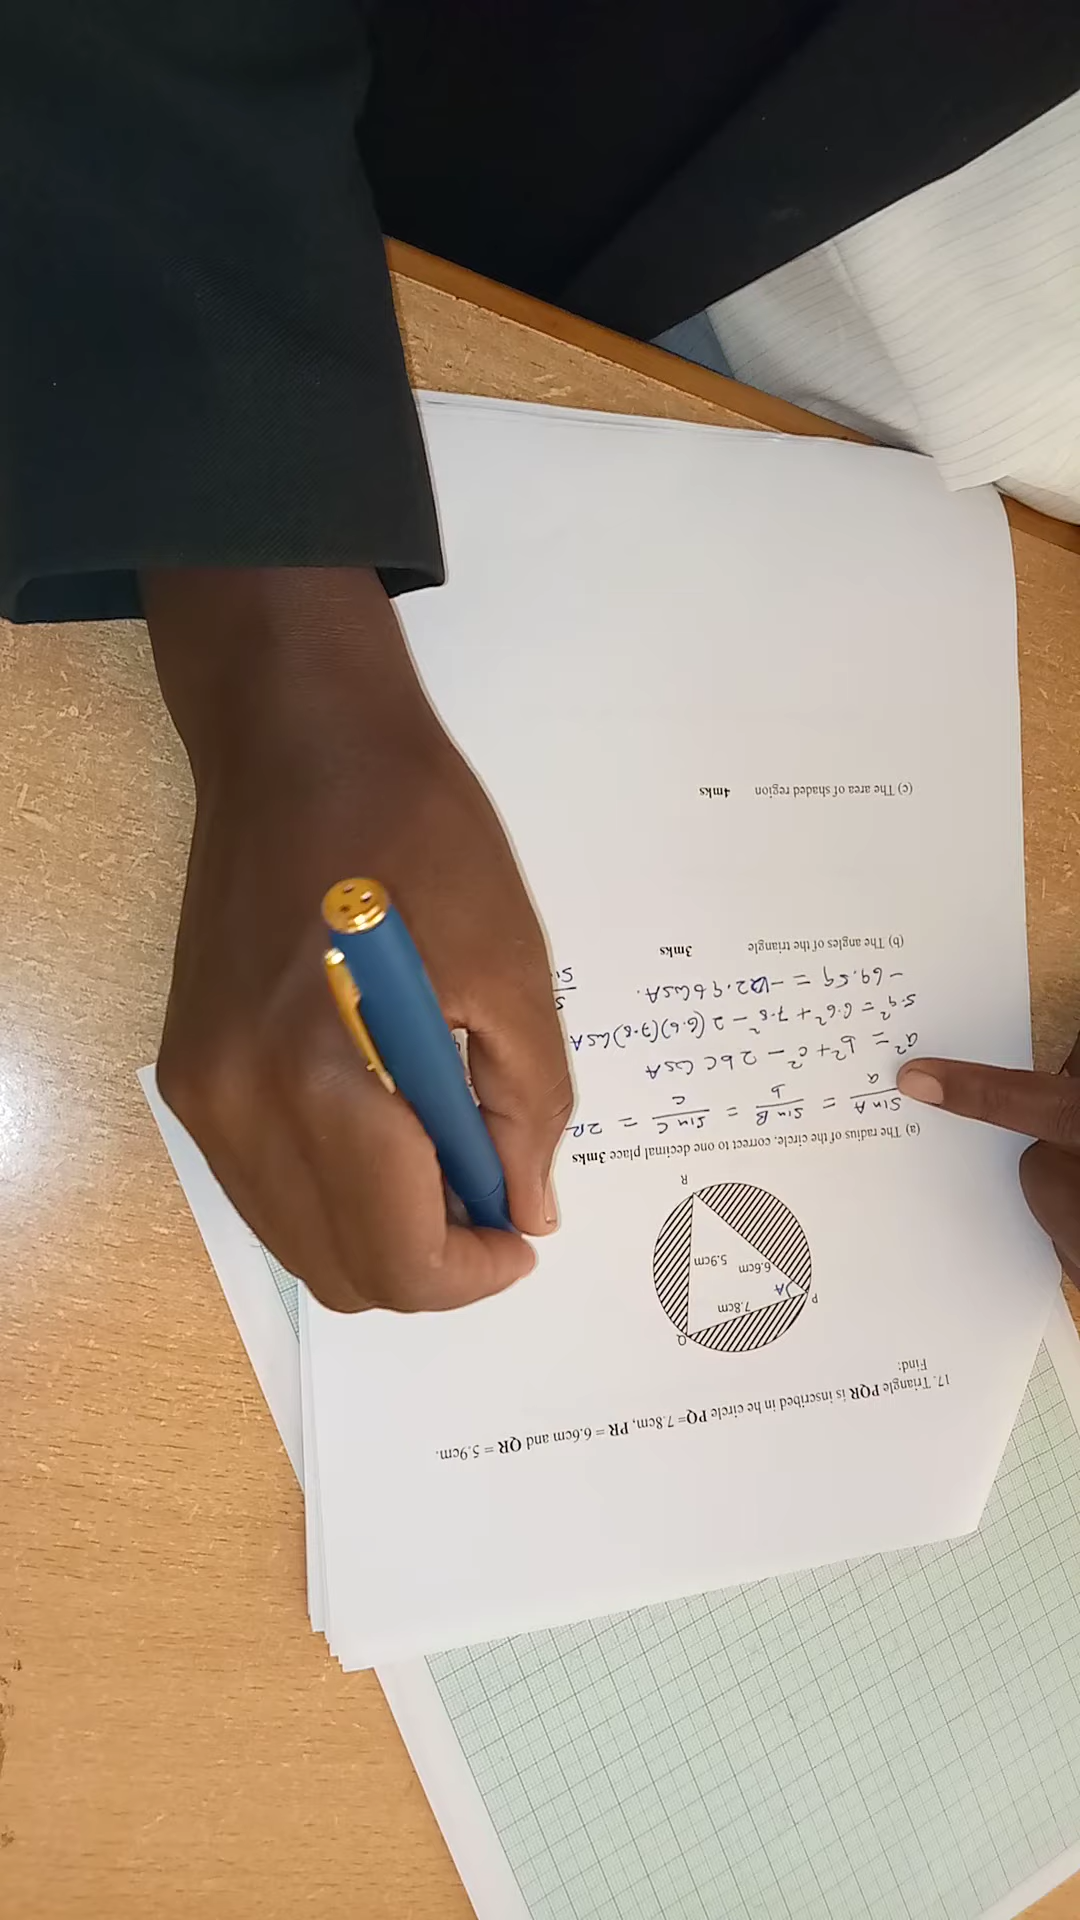 17. Triangle PQR is inscribed in he circle PQ= 7.8cm, PR = 6.6cm and QR = 5.9cm.
Find:
Q
P
7.8cm
A
6.6cm
5.9cm
R
(a) The radius of the circle, correct to one decimal place 3mks
sin A / a = sin B / b = sin C / c = 2R
a² = b² + c² - 2bc cos A
5.9² = 6.6² + 7.8² - 2(6.6)(7.8) cos A
-69.59 = -102.96 cos A.
(b) The angles of the triangle 3mks
(c) The area of shaded region 4mks